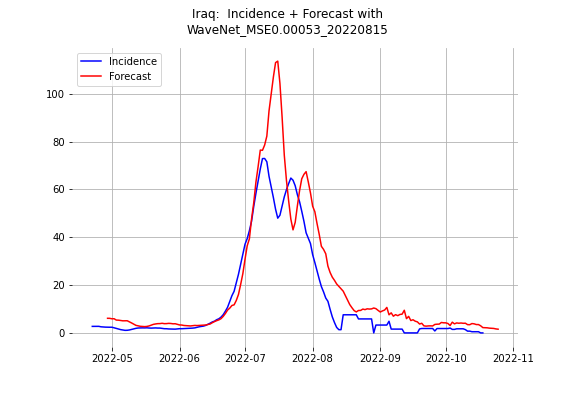 Iraq:  Incidence + Forecast with
WaveNet_MSE0.00053_20220815
Incidence
Forecast
100
80
60
40
20
0
2022-05 2022-06 2022-07 2022-08 2022-09 2022-10 2022-11